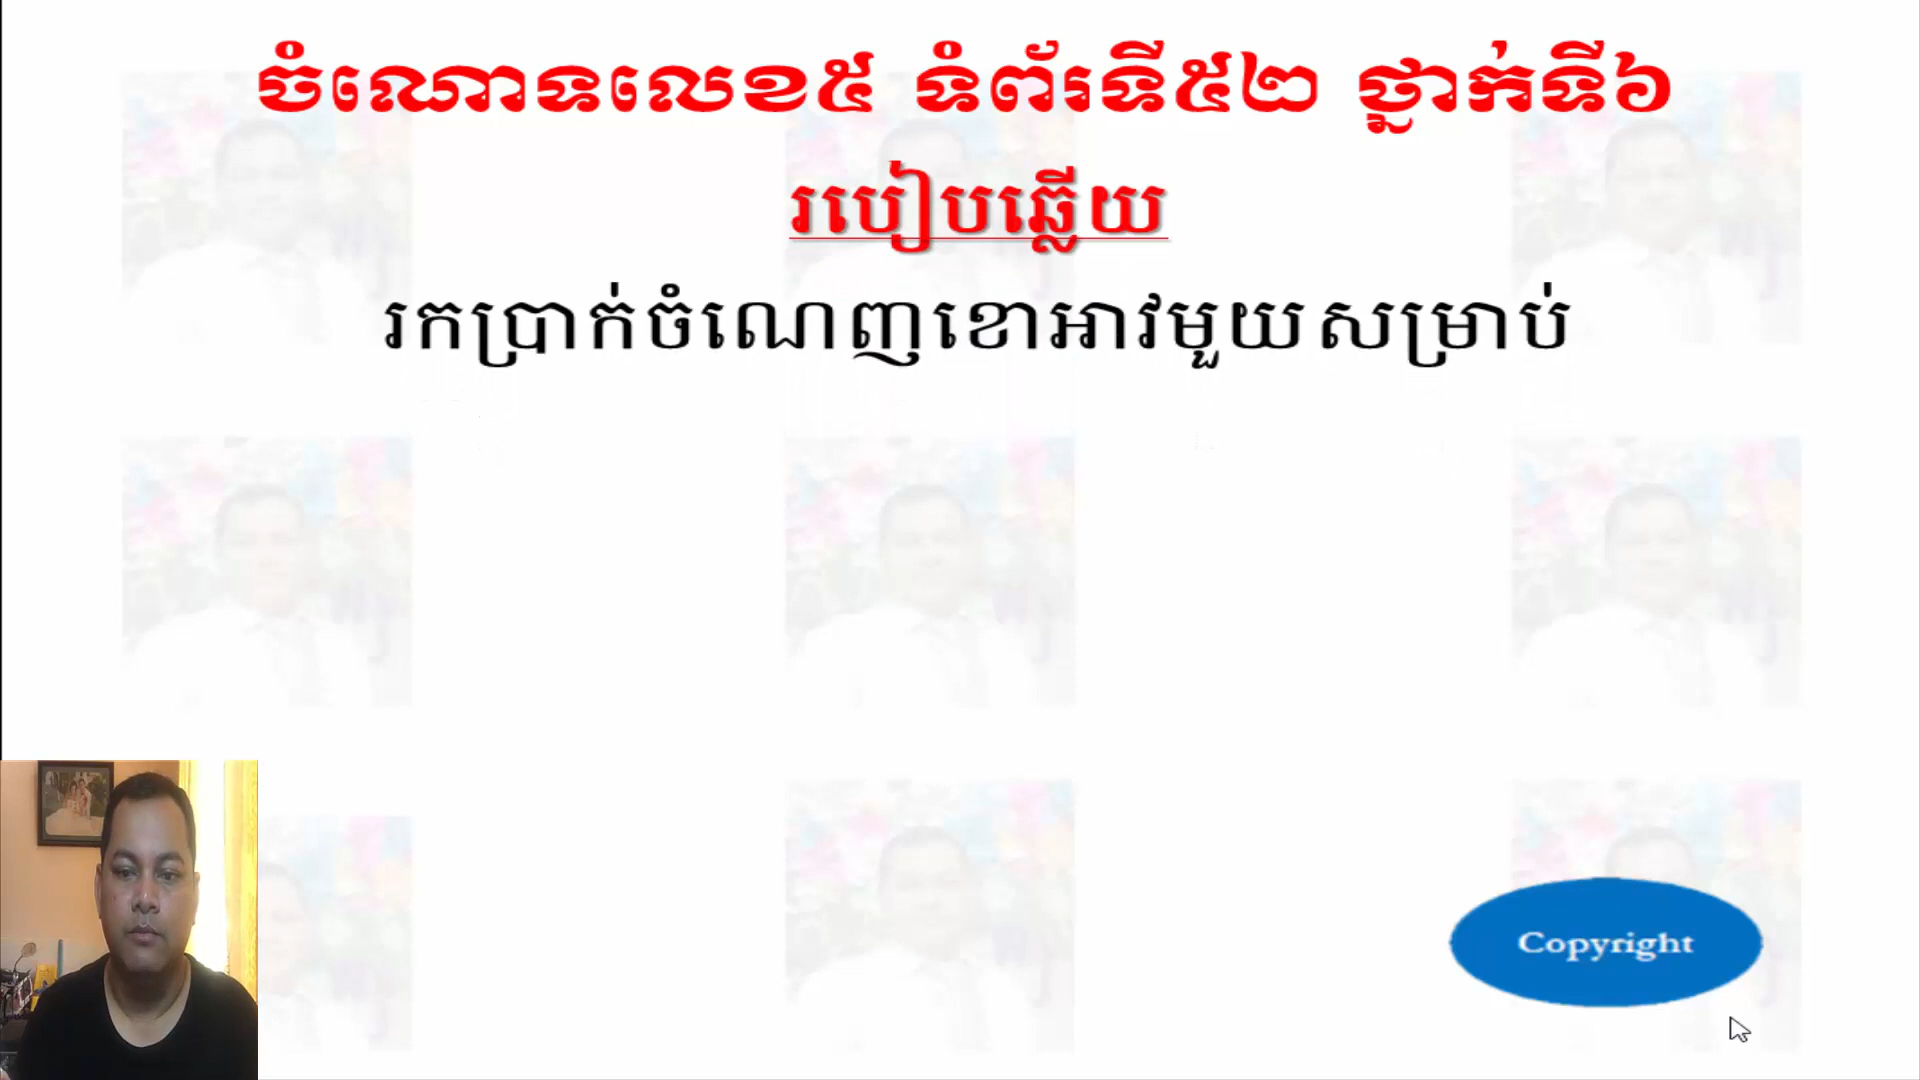 ចំណោទលេខ៥ ទំព័រទី៥២ ថ្នាក់ទី៦
របៀបឆ្លើយ
រកប្រាក់ចំណេញខោអាវមួយសម្រាប់
Copyright